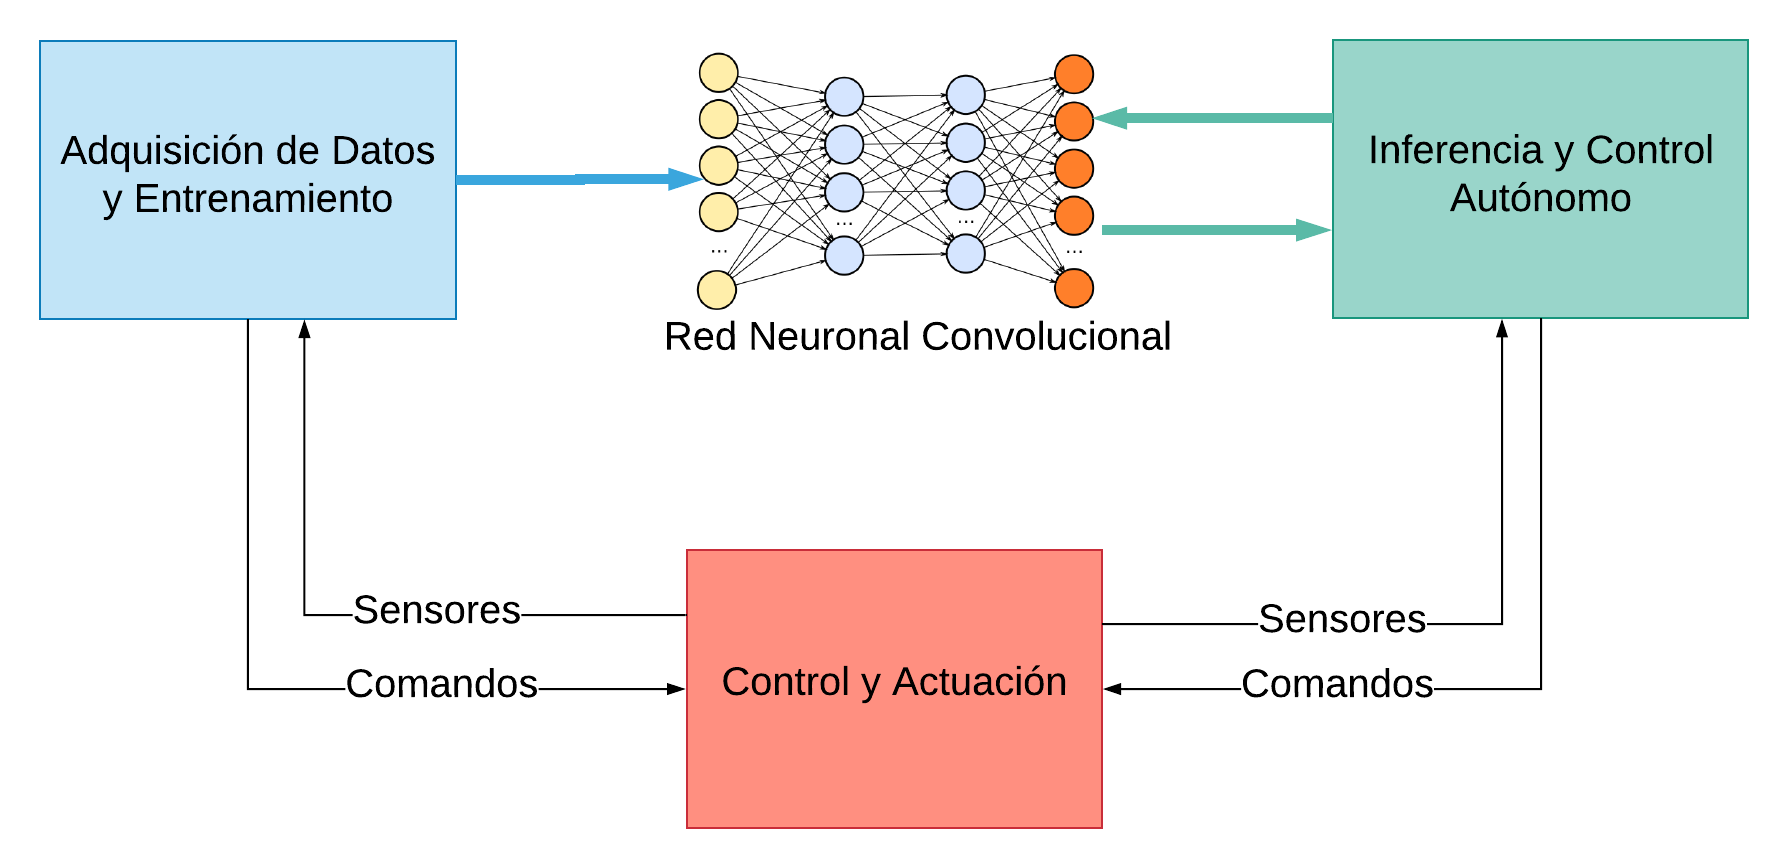 Adquisición de Datos
y Entrenamiento
...
...
...
...
Red Neuronal Convolucional
Inferencia y Control
Autónomo
Sensores
Comandos
Control y Actuación
Sensores
Comandos